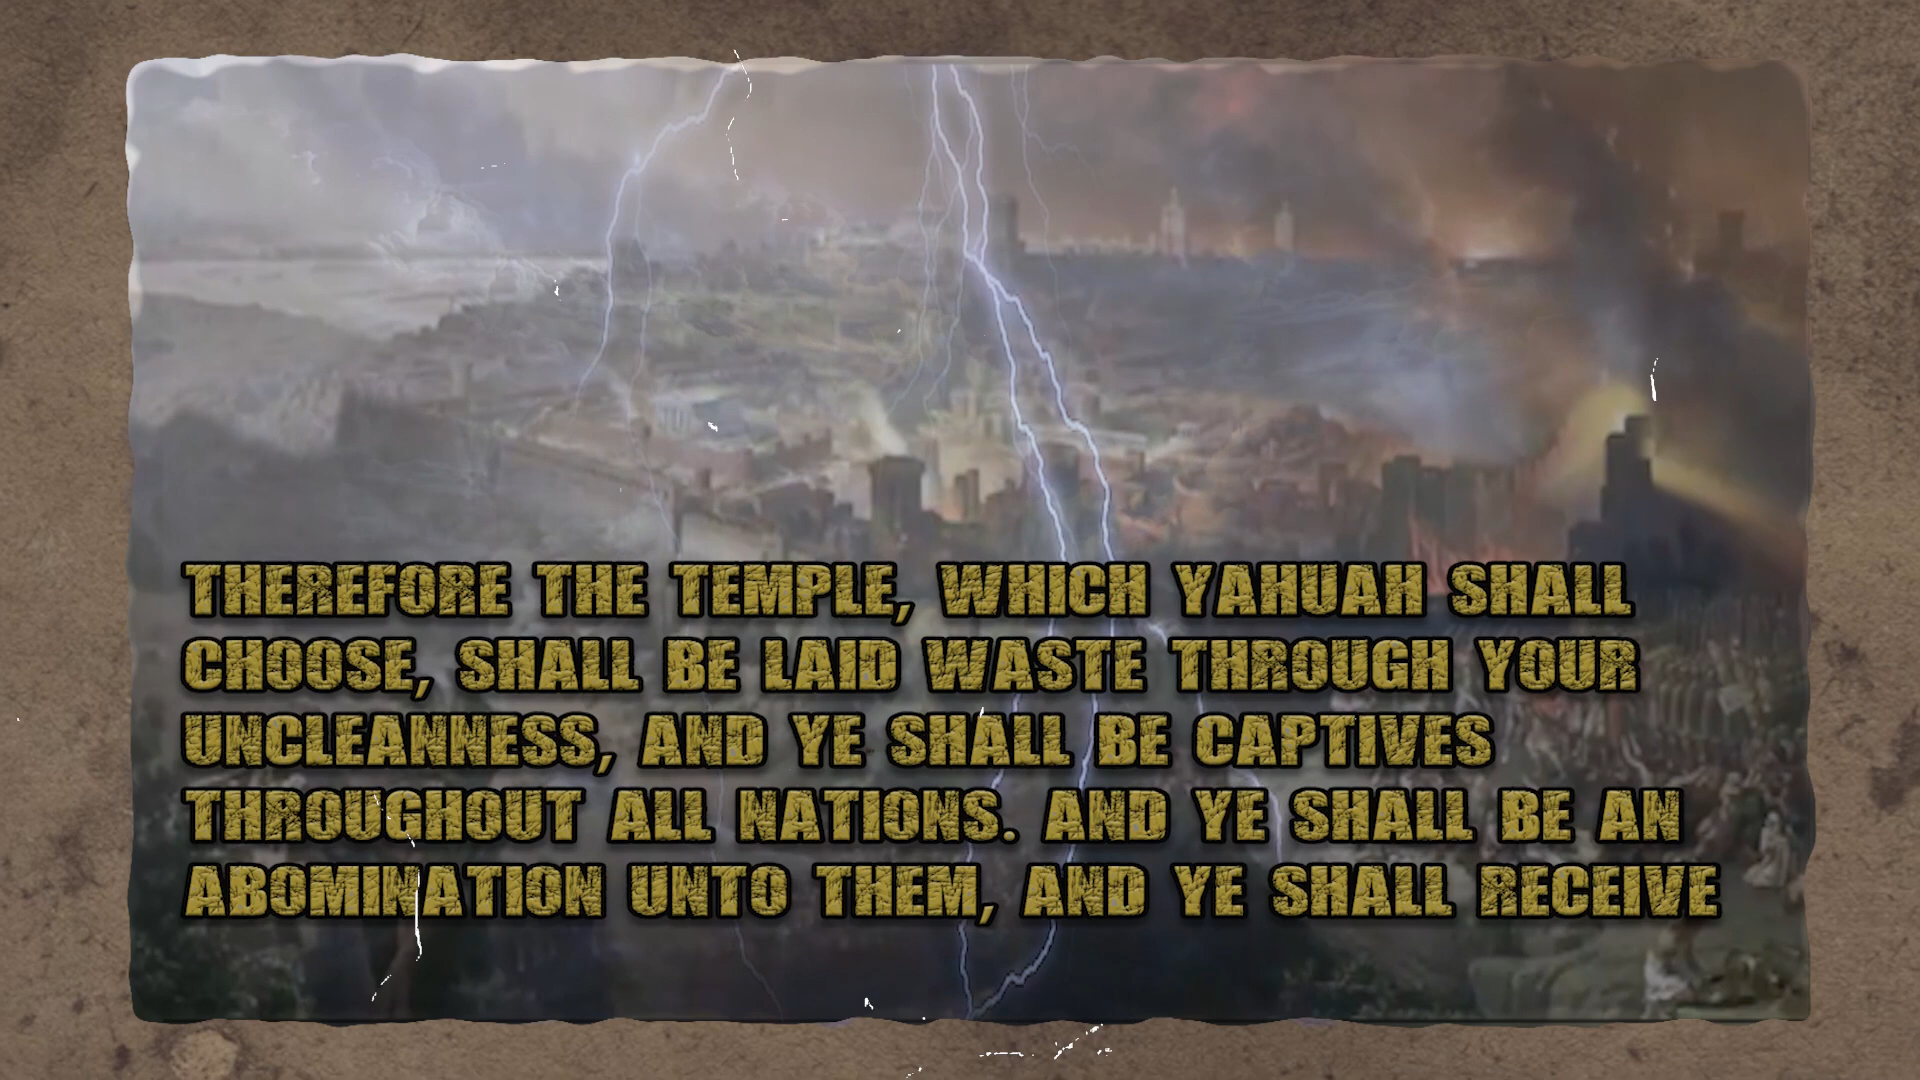 THEREFORE THE TEMPLE, WHICH YAHUAH SHALL
CHOOSE, SHALL BE LAID WASTE THROUGH YOUR
UNCLEANNESS, AND YE SHALL BE CAPTIVES
THROUGHOUT ALL NATIONS. AND YE SHALL BE AN
ABOMINATION UNTO THEM, AND YE SHALL RECEIVE